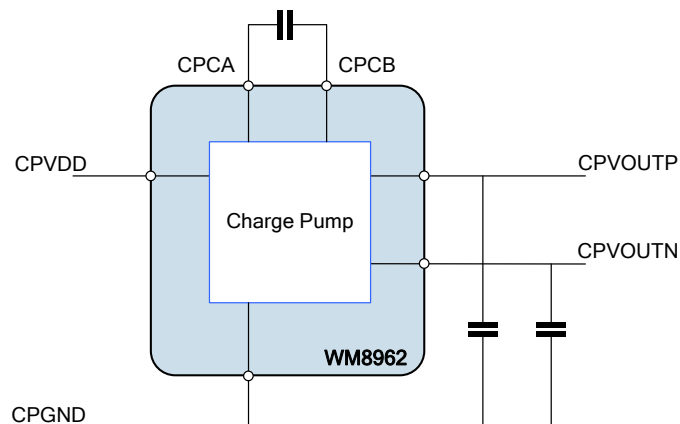 CPCA
CPCB
CPVDD
CPVOUTP
Charge Pump
CPVOUTN
WM8962
CPGND